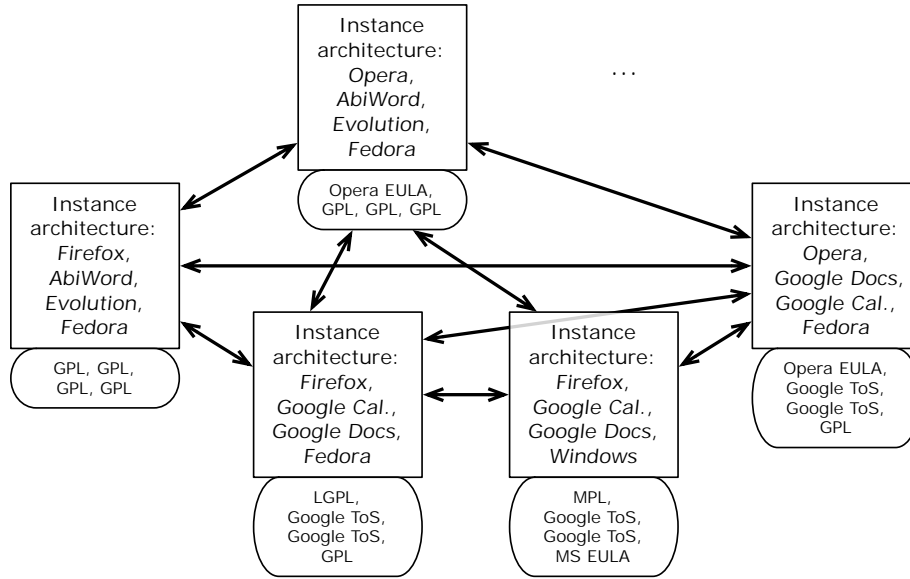 Instance
architecture:
Opera,
AbiWord,
Evolution,
Fedora
Opera EULA,
GPL, GPL, GPL
...
Instance
architecture:
Firefox,
AbiWord,
Evolution,
Fedora
GPL, GPL,
GPL, GPL
Instance
architecture:
Firefox,
Google Cal.,
Google Docs,
Fedora
LGPL,
Google ToS,
Google ToS,
GPL
Instance
architecture:
Firefox,
Google Cal.,
Google Docs,
Windows
MPL,
Google ToS,
Google ToS,
MS EULA
Instance
architecture:
Opera,
Google Docs,
Google Cal.,
Fedora
Opera EULA,
Google ToS,
Google ToS,
GPL